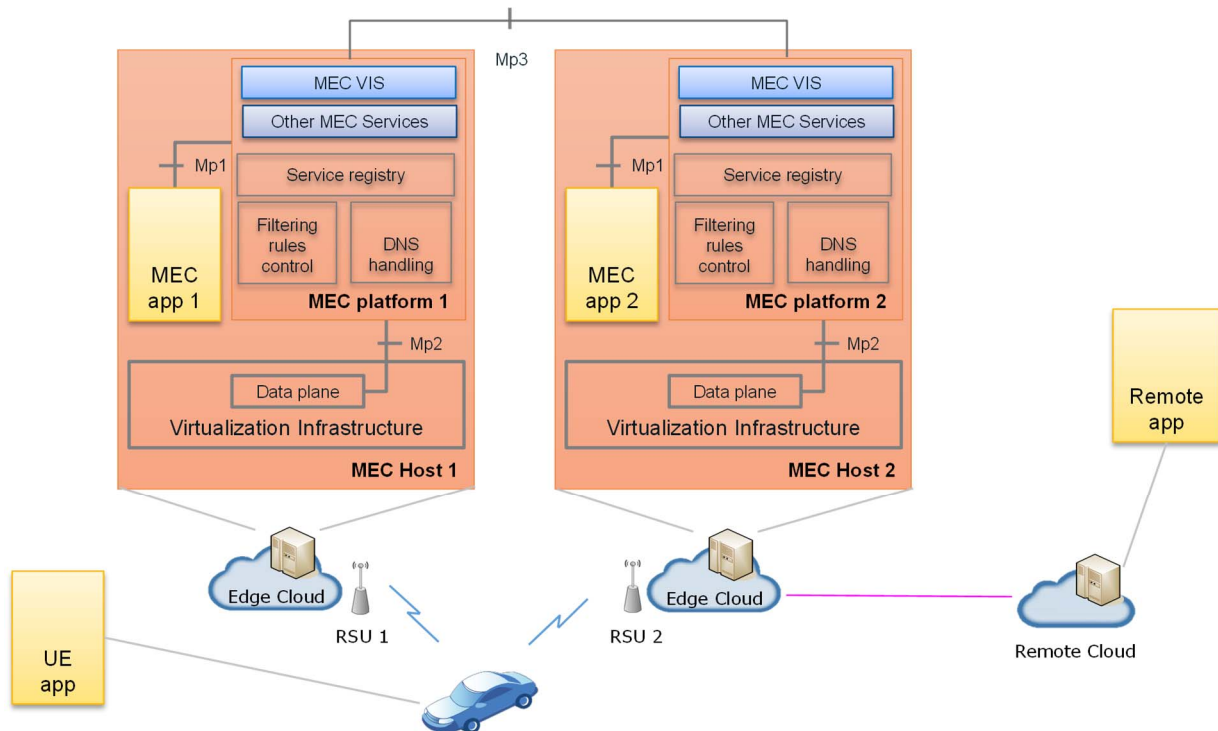 Mp3
MEC VIS
Other MEC Services
Mp1
Service registry
Filtering
rules
control
DNS
handling
MEC
app 1
MEC platform 1
Mp2
Data plane
Virtualization Infrastructure
MEC Host 1
MEC VIS
Other MEC Services
Mp1
Service registry
Filtering
rules
control
DNS
handling
MEC
app 2
MEC platform 2
Mp2
Data plane
Virtualization Infrastructure
MEC Host 2
Remote
app
Edge Cloud
RSU 1
RSU 2
Edge Cloud
Remote Cloud
UE
app